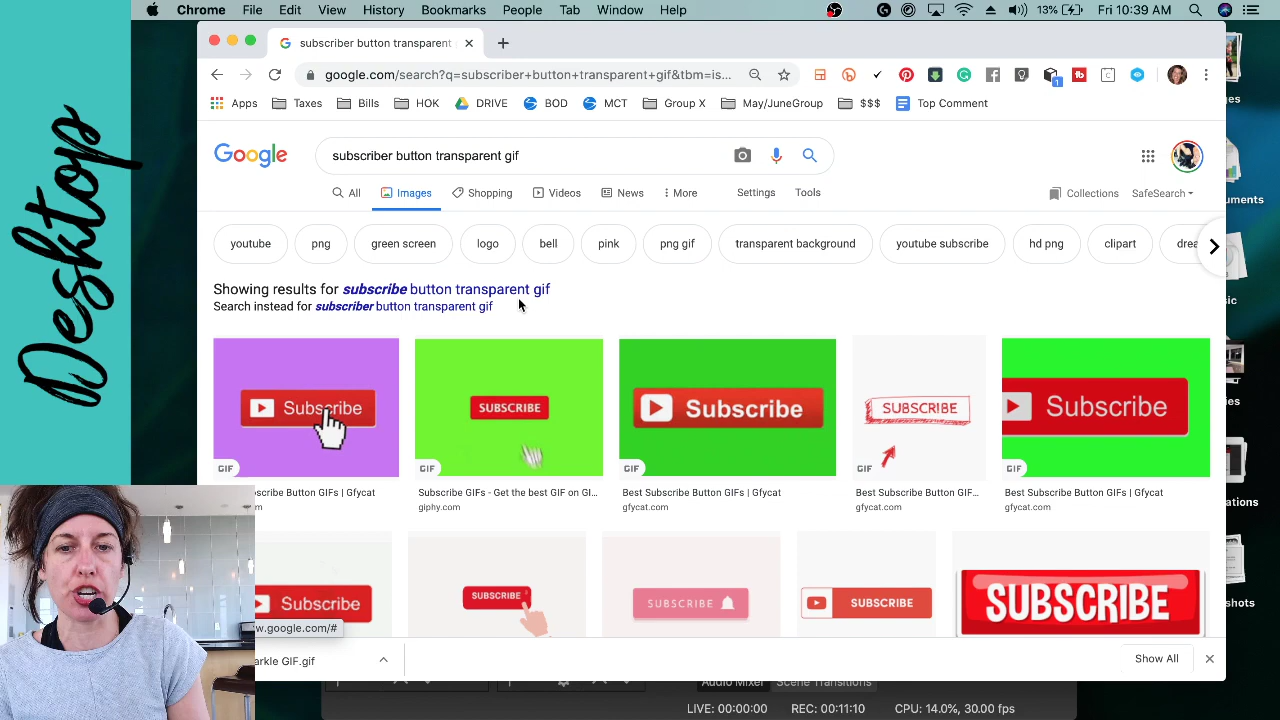 Chrome File Edit View History Bookmarks People Tab Window Help 13% Fri 10:39 AM
subscriber button transparent
google.com/search?q=subscriber+button+transparent+gif&tbm=is...
1
Apps Taxes Bills HOK DRIVE BOD MCT Group X May/JuneGroup $$$ Top Comment
Google
subscriber button transparent gif
All Images Shopping Videos News More Settings Tools Collections SafeSearch
youtube png green screen logo bell pink png gif transparent background youtube subscribe hd png clipart
Showing results for subscribe button transparent gif
Search instead for subscriber button transparent gif
Subscribe
SUBSCRIBE
Subscribe
SUBSCRIBE
Subscribe
GIF GIF GIF GIF GIF
scribe Button GIFs | Gfycat
Subscribe GIFs - Get the best GIF on GI...
giphy.com
Best Subscribe Button GIFs | Gfycat
gfycat.com
Best Subscribe Button GIF...
gfycat.com
Best Subscribe Button GIFs | Gfycat
gfycat.com
Subscribe
SUBSCRIBE
SUBSCRIBE
SUBSCRIBE
SUBSCRIBE
w.google.com/#
arkle GIF.gif
Show All
Audio Mixer Scene Transitions
LIVE: 00:00:00 REC: 00:11:10 CPU: 14.0%, 30.00 fps
Desktop